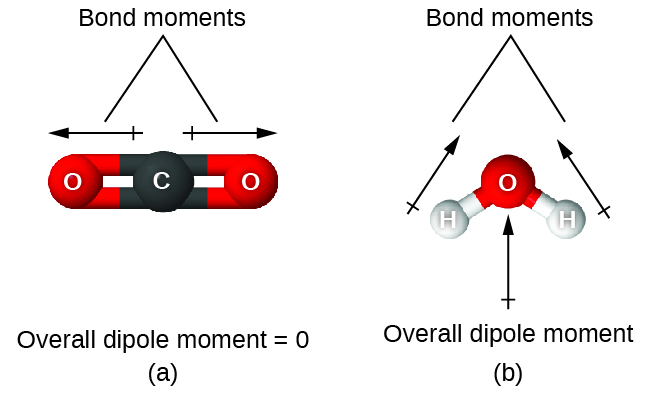 Bond moments
O C O
Overall dipole moment = 0
(a)
Bond moments
O
H H
Overall dipole moment
(b)